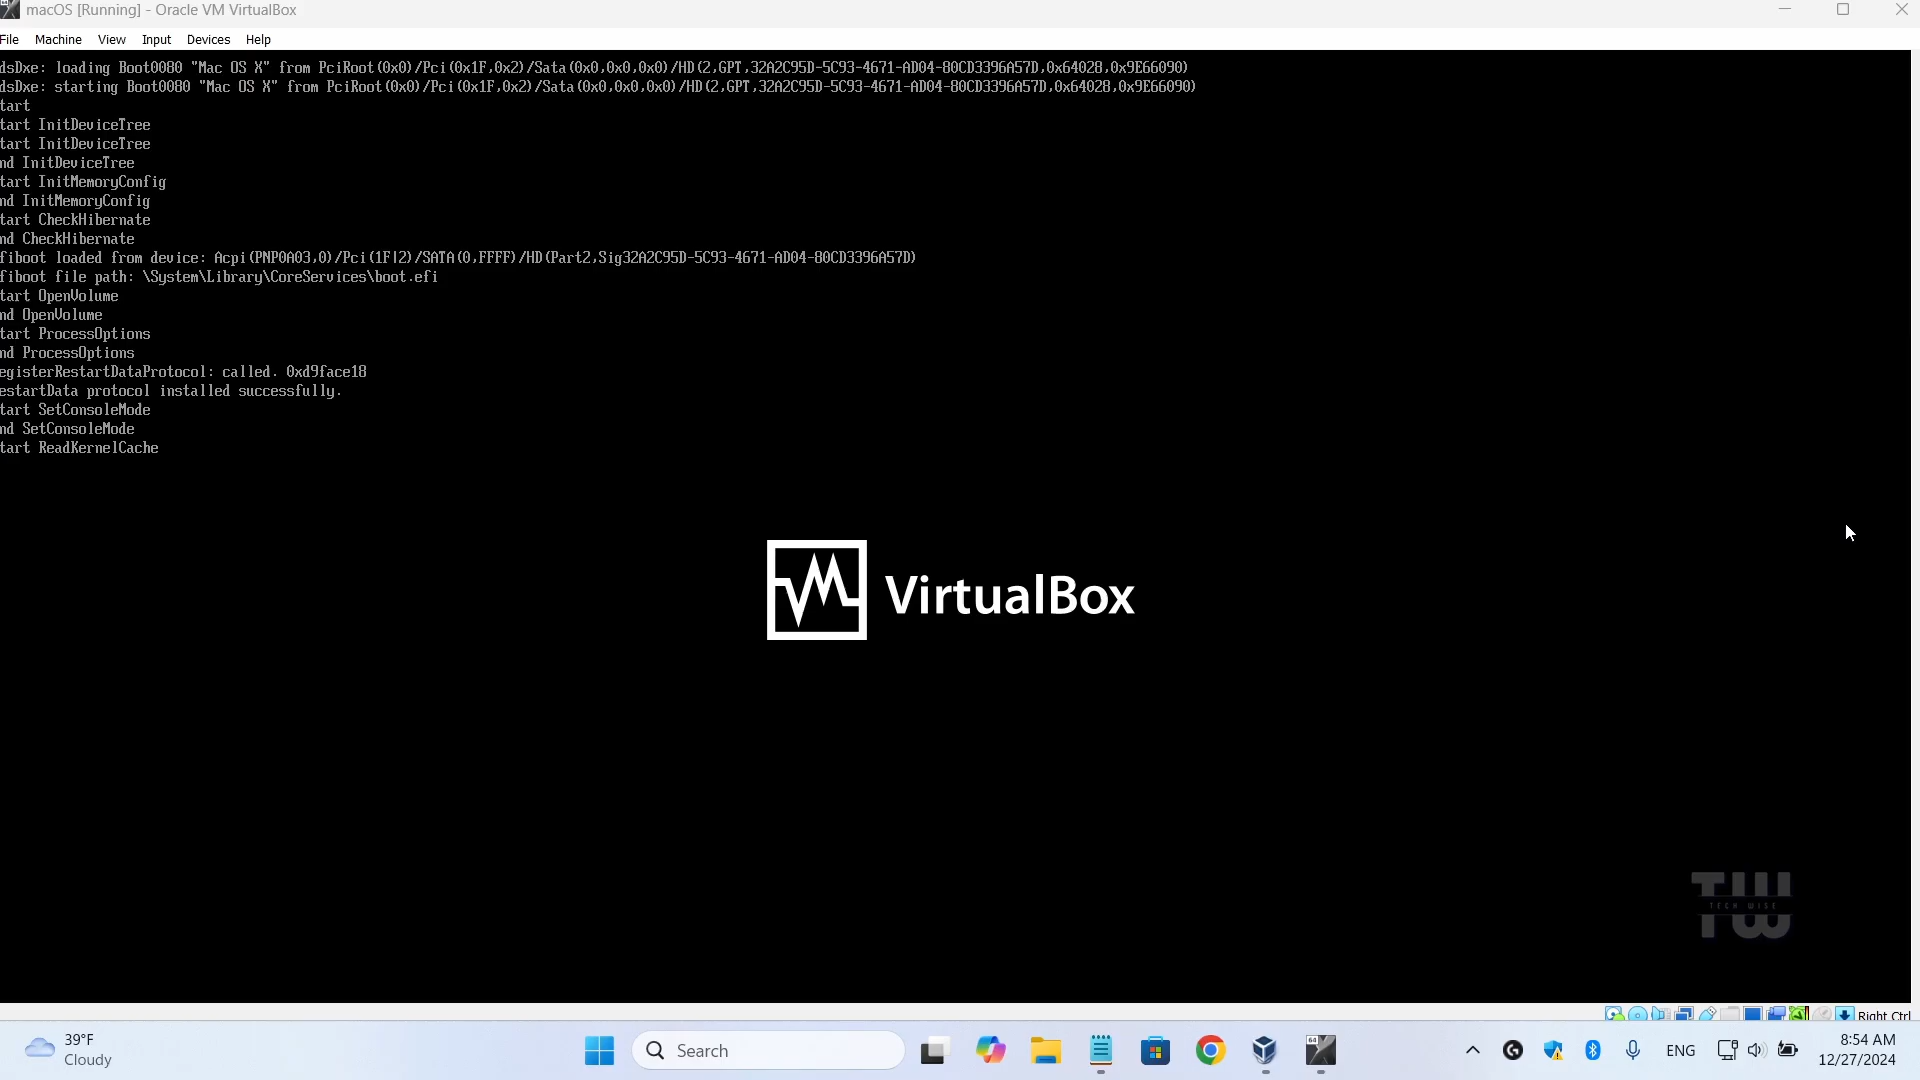 macOS [Running] - Oracle VM VirtualBox
File Machine View Input Devices Help
dsDxe: loading Boot0080 "Mac OS X" from PciRoot(0x0)/Pci(0x1F,0x2)/Sata(0x0,0x0,0x0)/HD(2,GPT,32A2C95D-5C93-4671-AD04-80CD3396A57D,0x64028,0x9E66090)
dsDxe: starting Boot0080 "Mac OS X" from PciRoot(0x0)/Pci(0x1F,0x2)/Sata(0x0,0x0,0x0)/HD(2,GPT,32A2C95D-5C93-4671-AD04-80CD3396A57D,0x64028,0x9E66090)
tart
tart InitDeviceTree
tart InitDeviceTree
nd InitDeviceTree
tart InitMemoryConfig
nd InitMemoryConfig
tart CheckHibernate
nd CheckHibernate
fiboot loaded from device: Acpi(PNP0A03,0)/Pci(1F|2)/SATA(0,FFFF)/HD(Part2,Sig32A2C95D-5C93-4671-AD04-80CD3396A57D)
fiboot file path: \System\Library\CoreServices\boot.efi
tart OpenVolume
nd OpenVolume
tart ProcessOptions
nd ProcessOptions
egisterRestartDataProtocol: called. 0xd9face18
estartData protocol installed successfully.
tart SetConsoleMode
nd SetConsoleMode
tart ReadKernelCache
VirtualBox
TW
TECH WISE
Right Ctrl
39°F
Cloudy
Search
64
ENG
8:54 AM
12/27/2024